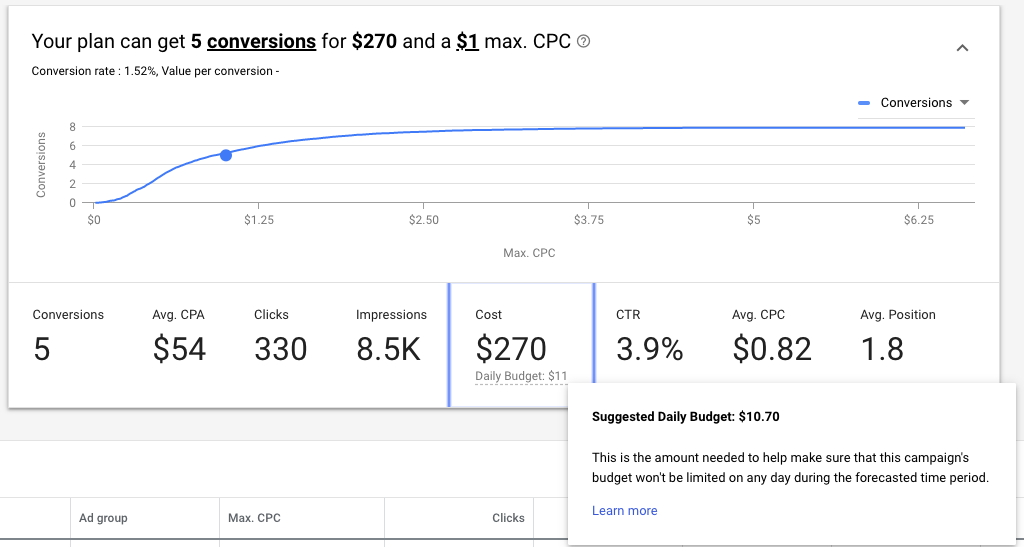 Your plan can get 5 conversions for $270 and a $1 max. CPC
Conversion rate : 1.52%, Value per conversion -
Conversions
Conversions
8
6
4
2
0
$0 $1.25 $2.50 $3.75 $5 $6.25
Max. CPC
Conversions Avg. CPA Clicks Impressions Cost CTR Avg. CPC Avg. Position
5 $54 330 8.5K $270 3.9% $0.82 1.8
Daily Budget: $11
Suggested Daily Budget: $10.70
This is the amount needed to help make sure that this campaign's
budget won't be limited on any day during the forecasted time period.
Learn more
Ad group Max. CPC Clicks